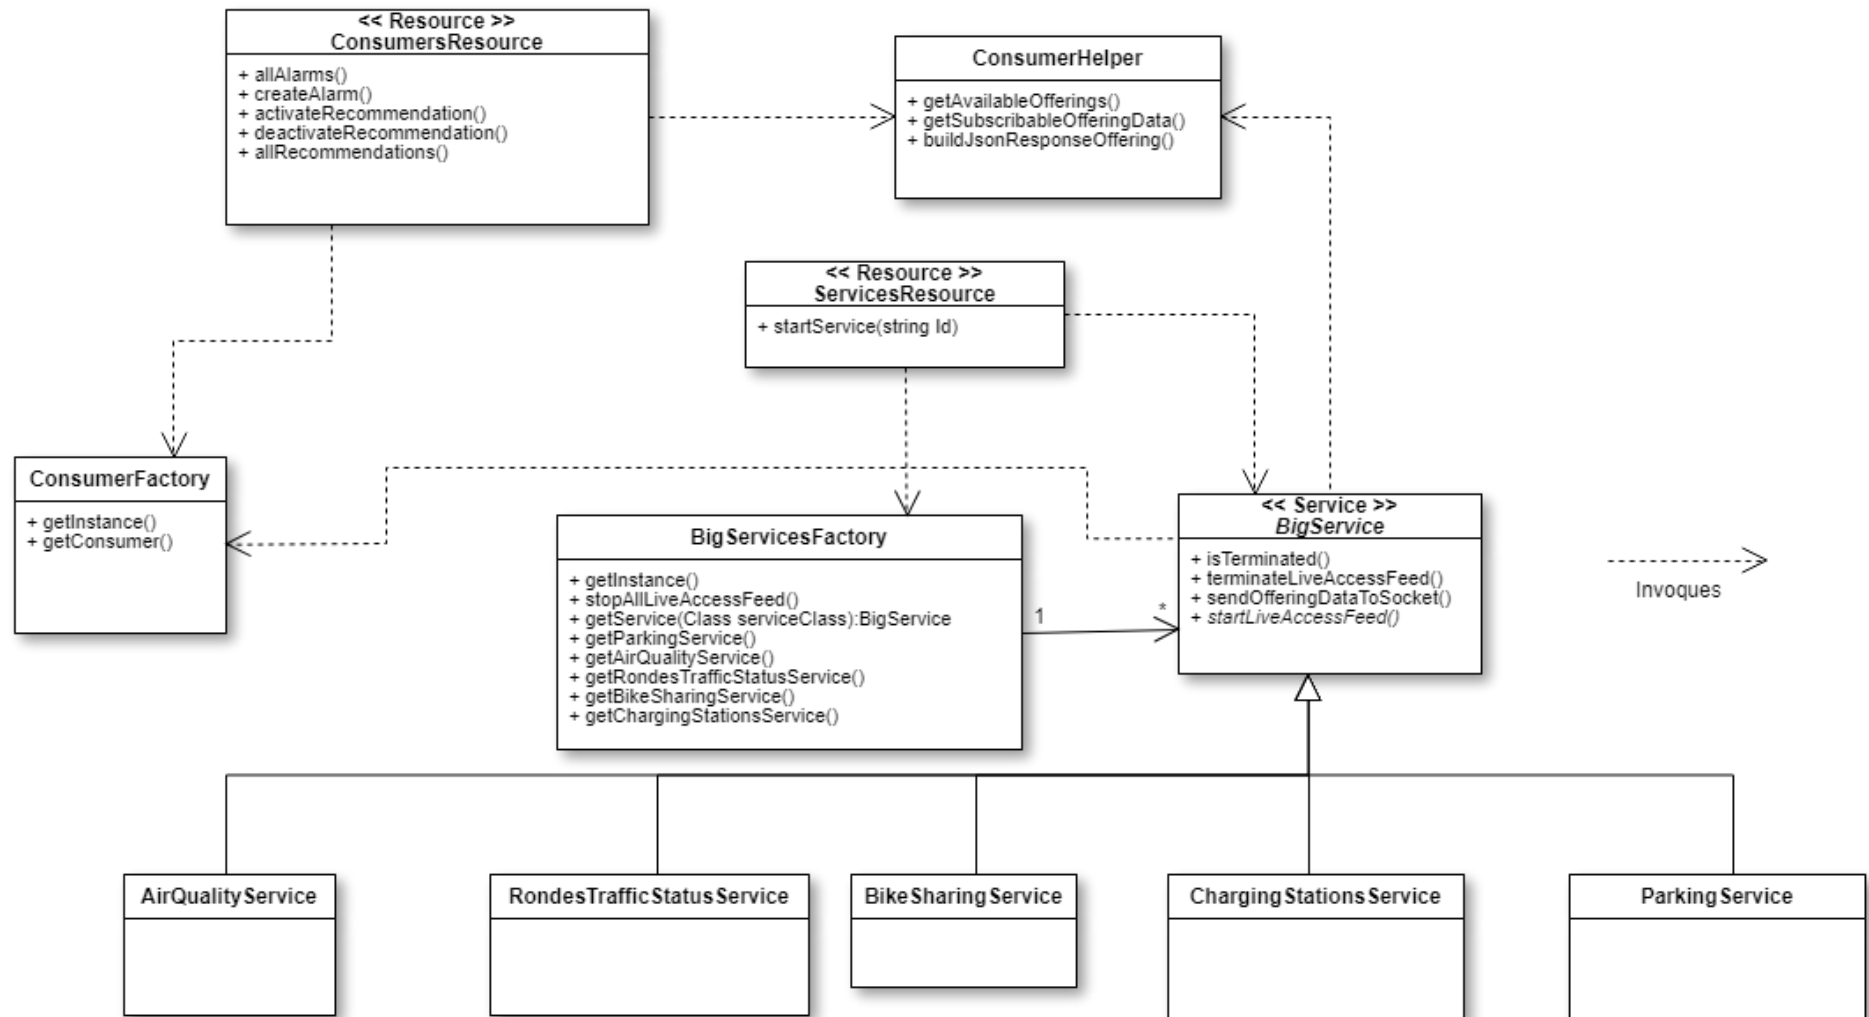 << Resource >>
ConsumersResource
+ allAlarms()
+ createAlarm()
+ activateRecommendation()
+ deactivateRecommendation()
+ allRecommendations()
ConsumerHelper
+ getAvailableOfferings()
+ getSubscribableOfferingData()
+ buildJsonResponseOffering()
<< Resource >>
ServicesResource
+ startService(string Id)
ConsumerFactory
+ getInstance()
+ getConsumer()
BigServicesFactory
+ getInstance()
+ stopAllLiveAccessFeed()
+ getService(Class serviceClass):BigService
+ getParkingService()
+ getAirQualityService()
+ getRondesTrafficStatusService()
+ getBikeSharingService()
+ getChargingStationsService()
1
*
<< Service >>
BigService
+ isTerminated()
+ terminateLiveAccessFeed()
+ sendOfferingDataToSocket()
+ startLiveAccessFeed()
Invoques
AirQualityService
RondesTrafficStatusService
BikeSharingService
ChargingStationsService
ParkingService